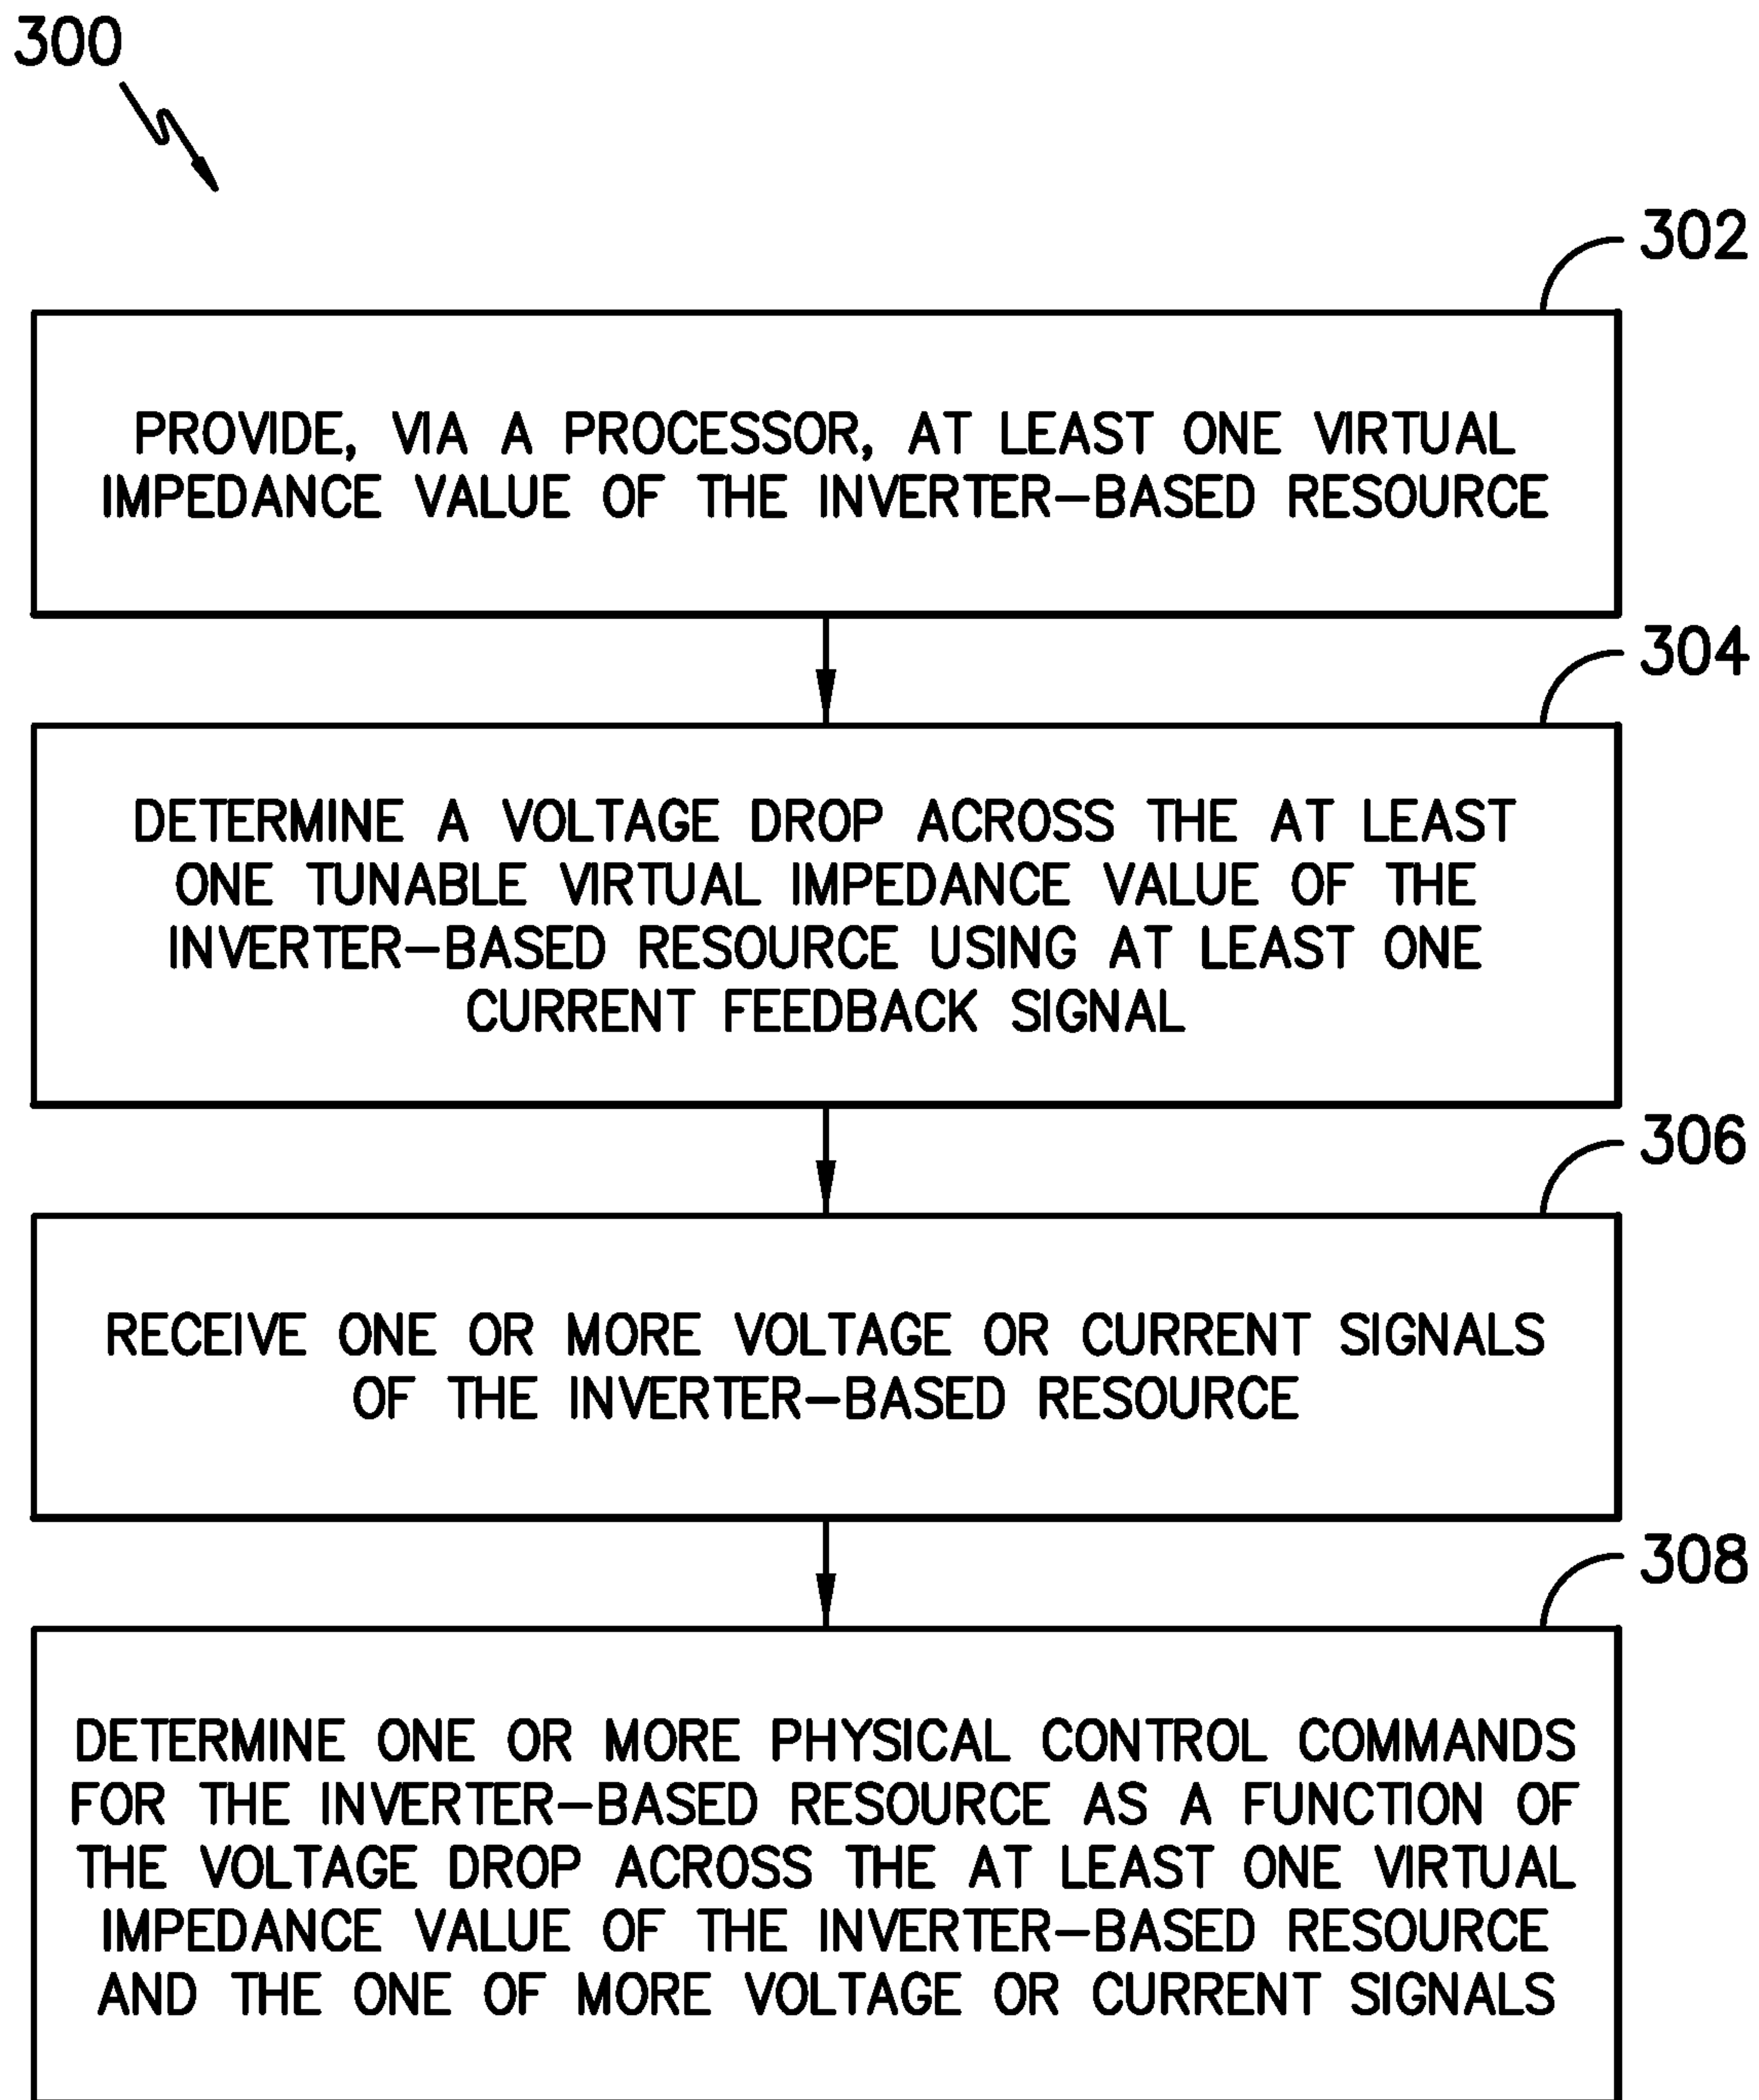 300
302
PROVIDE, VIA A PROCESSOR, AT LEAST ONE VIRTUAL
IMPEDANCE VALUE OF THE INVERTER-BASED RESOURCE
304
DETERMINE A VOLTAGE DROP ACROSS THE AT LEAST
ONE TUNABLE VIRTUAL IMPEDANCE VALUE OF THE
INVERTER-BASED RESOURCE USING AT LEAST ONE
CURRENT FEEDBACK SIGNAL
306
RECEIVE ONE OR MORE VOLTAGE OR CURRENT SIGNALS
OF THE INVERTER-BASED RESOURCE
308
DETERMINE ONE OR MORE PHYSICAL CONTROL COMMANDS
FOR THE INVERTER-BASED RESOURCE AS A FUNCTION OF
THE VOLTAGE DROP ACROSS THE AT LEAST ONE VIRTUAL
IMPEDANCE VALUE OF THE INVERTER-BASED RESOURCE
AND THE ONE OF MORE VOLTAGE OR CURRENT SIGNALS